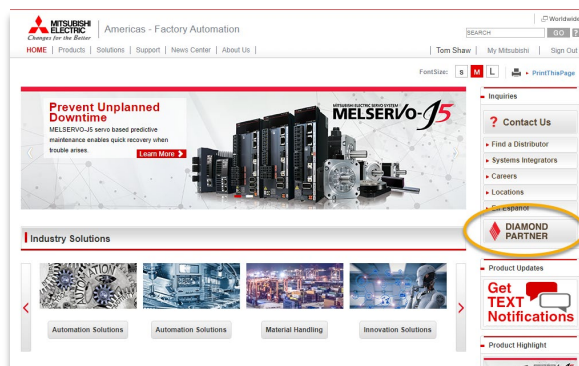 MITSUBISHI
ELECTRIC
Changes for the Better
Americas - Factory Automation
Worldwide
SEARCH
GO
?
HOME | Products | Solutions | Support | News Center | About Us |
| Tom Shaw | My Mitsubishi | Sign Out
FontSize: S M L
PrintThisPage
Prevent Unplanned
Downtime
MELSERVO-J5 servo based predictive
maintenance enables quick recovery when
trouble arises.
Learn More
MITSUBISHI ELECTRIC SERVO SYSTEM
MELSERVO-J5
Inquiries
? Contact Us
Find a Distributor
Systems Integrators
Careers
Locations
En Español
DIAMOND
PARTNER
Industry Solutions
AUTOMATION
Automation Solutions
Automation Solutions
Material Handling
Innovation Solutions
Product Updates
Get
TEXT
Notifications
Product Highlight